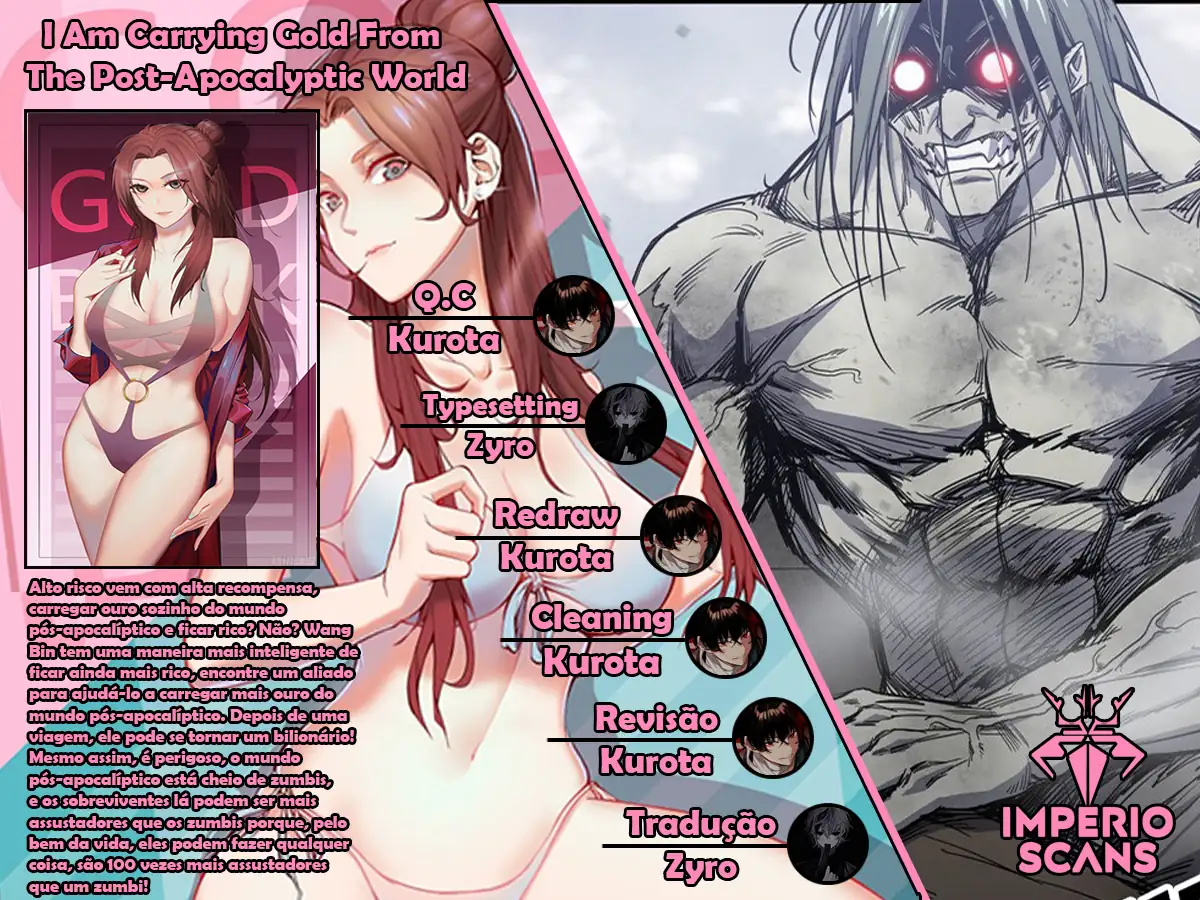 I Am Carrying Gold From
The Post-Apocalyptic World
Q.C
Kurota
Typesetting
Zyro
Redraw
Kurota
Cleaning
Kurota
Revisão
Kurota
Tradução
Zyro
Alto risco vem com alta recompensa,
carregar ouro sozinho do mundo
pós-apocalíptico e ficar rico? Não? Wang
Bin tem uma maneira mais inteligente de
ficar ainda mais rico, encontre um aliado
para ajudá-lo a carregar mais ouro do
mundo pós-apocalíptico. Depois de uma
viagem, ele pode se tornar um bilionário!
Mesmo assim, é perigoso, o mundo
pós-apocalíptico está cheio de zumbis,
e os sobreviventes lá podem ser mais
assustadores que os zumbis porque, pelo
bem da vida, eles podem fazer qualquer
coisa, são 100 vezes mais assustadores
que um zumbi!
IMPERIO
SCANS